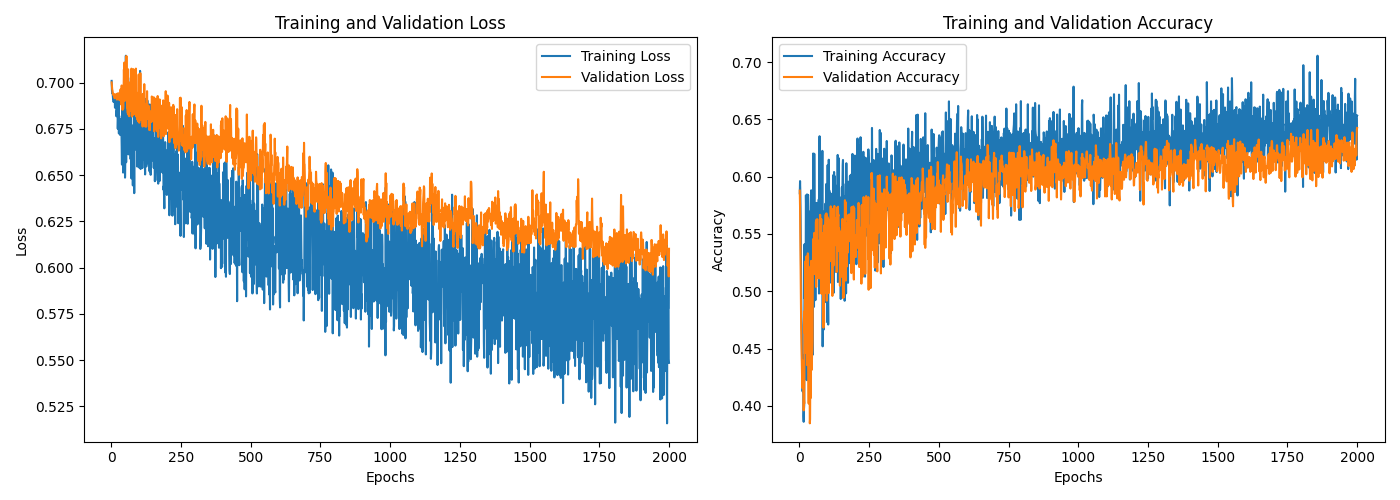 Training and Validation Loss
Training Loss
Validation Loss
0.700
0.675
0.650
0.625
0.600
0.575
0.550
0.525
Loss
0 250 500 750 1000 1250 1500 1750 2000
Epochs
Training and Validation Accuracy
Training Accuracy
Validation Accuracy
0.70
0.65
0.60
0.55
0.50
0.45
0.40
Accuracy
0 250 500 750 1000 1250 1500 1750 2000
Epochs